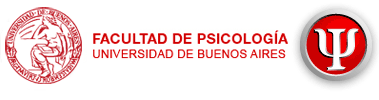 FACULTAD DE PSICOLOGÍA
UNIVERSIDAD DE BUENOS AIRES
Ψ